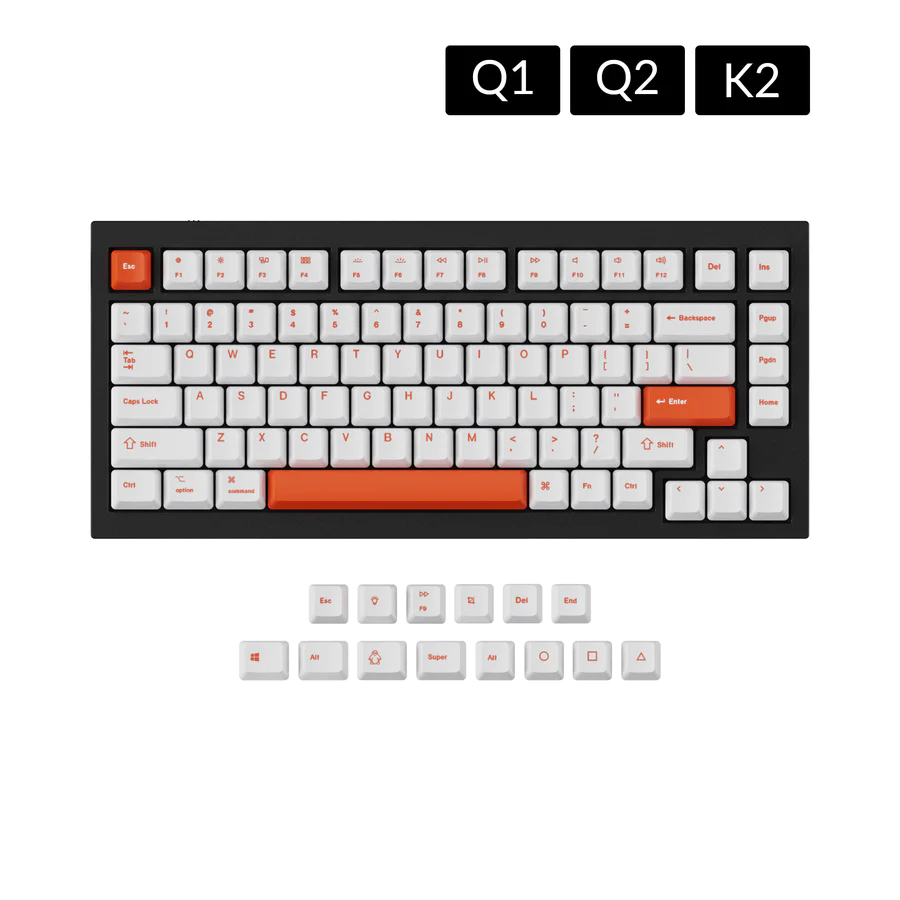 Q1 Q2 K2
Esc F1 F2 F3 F4 F5 F6 F7 F8 F9 F10 F11 F12 Del Ins
~ ! @ # $ % ^ & * ( ) _ +
` 1 2 3 4 5 6 7 8 9 0 - = ← Backspace Pgup
Tab Q W E R T Y U I O P { } |
[ ] \ Pgdn
Caps Lock A S D F G H J K L : "
; ' ↵ Enter Home
⇧ Shift Z X C V B N M < > ?
, . / ⇧ Shift ^
Ctrl ⌥ option ⌘ command ⌘ Fn Ctrl < ⌄ >
Esc F9 Del End
Alt Super Alt